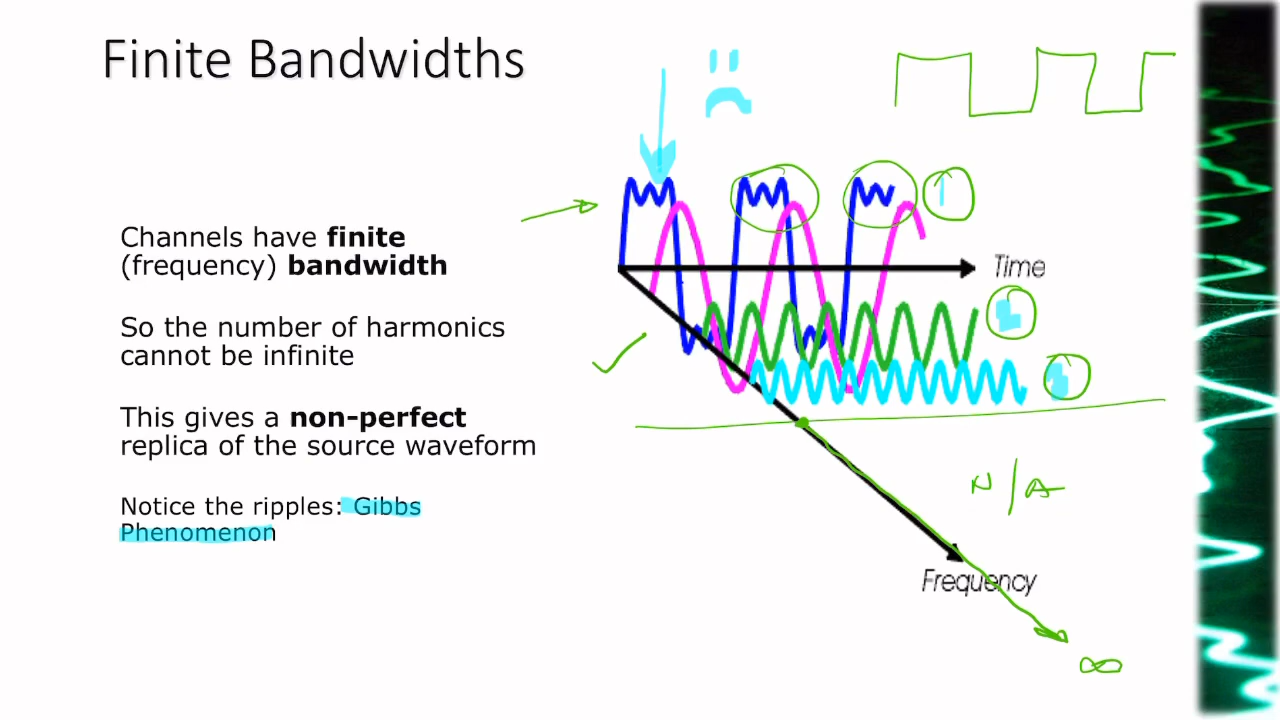 Finite Bandwidths
Channels have finite
(frequency) bandwidth
So the number of harmonics
cannot be infinite
This gives a non-perfect
replica of the source waveform
Notice the ripples: Gibbs
Phenomenon
Time
N/A
Frequency
∞